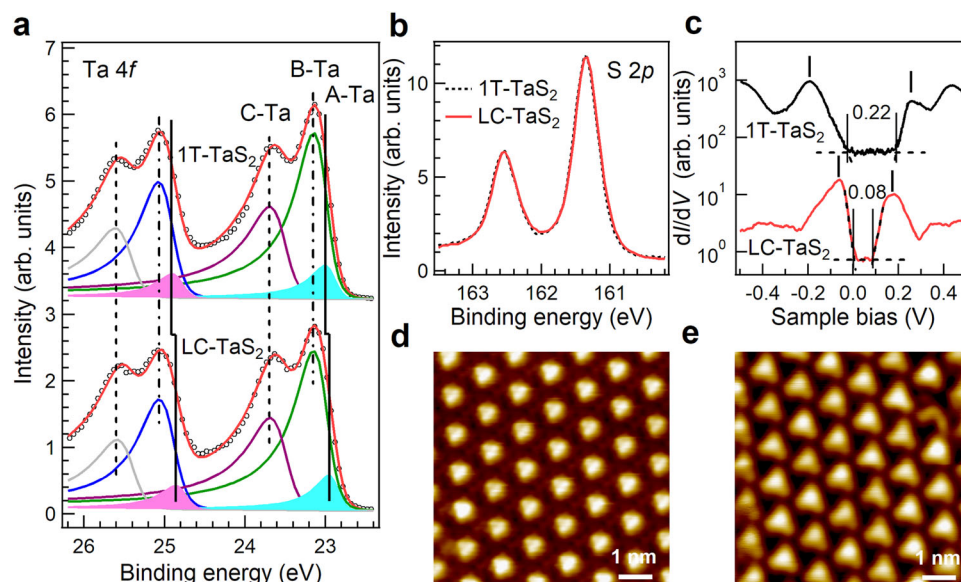 a
Ta 4f
B-Ta
A-Ta
C-Ta
1T-TaS2
LC-TaS2
7
6
5
4
3
2
1
0
Intensity (arb. units)
26
25
24
23
Binding energy (eV)
b
S 2p
1T-TaS2
LC-TaS2
10
5
0
Intensity (arb. units)
163
162
161
Binding energy (eV)
c
0.22
1T-TaS2
0.08
LC-TaS2
10^3
10^2
10^1
10^0
dI/dV (arb. units)
-0.5
-0.2
0.0
0.2
0.5
Sample bias (V)
d
1 nm
e
1 nm